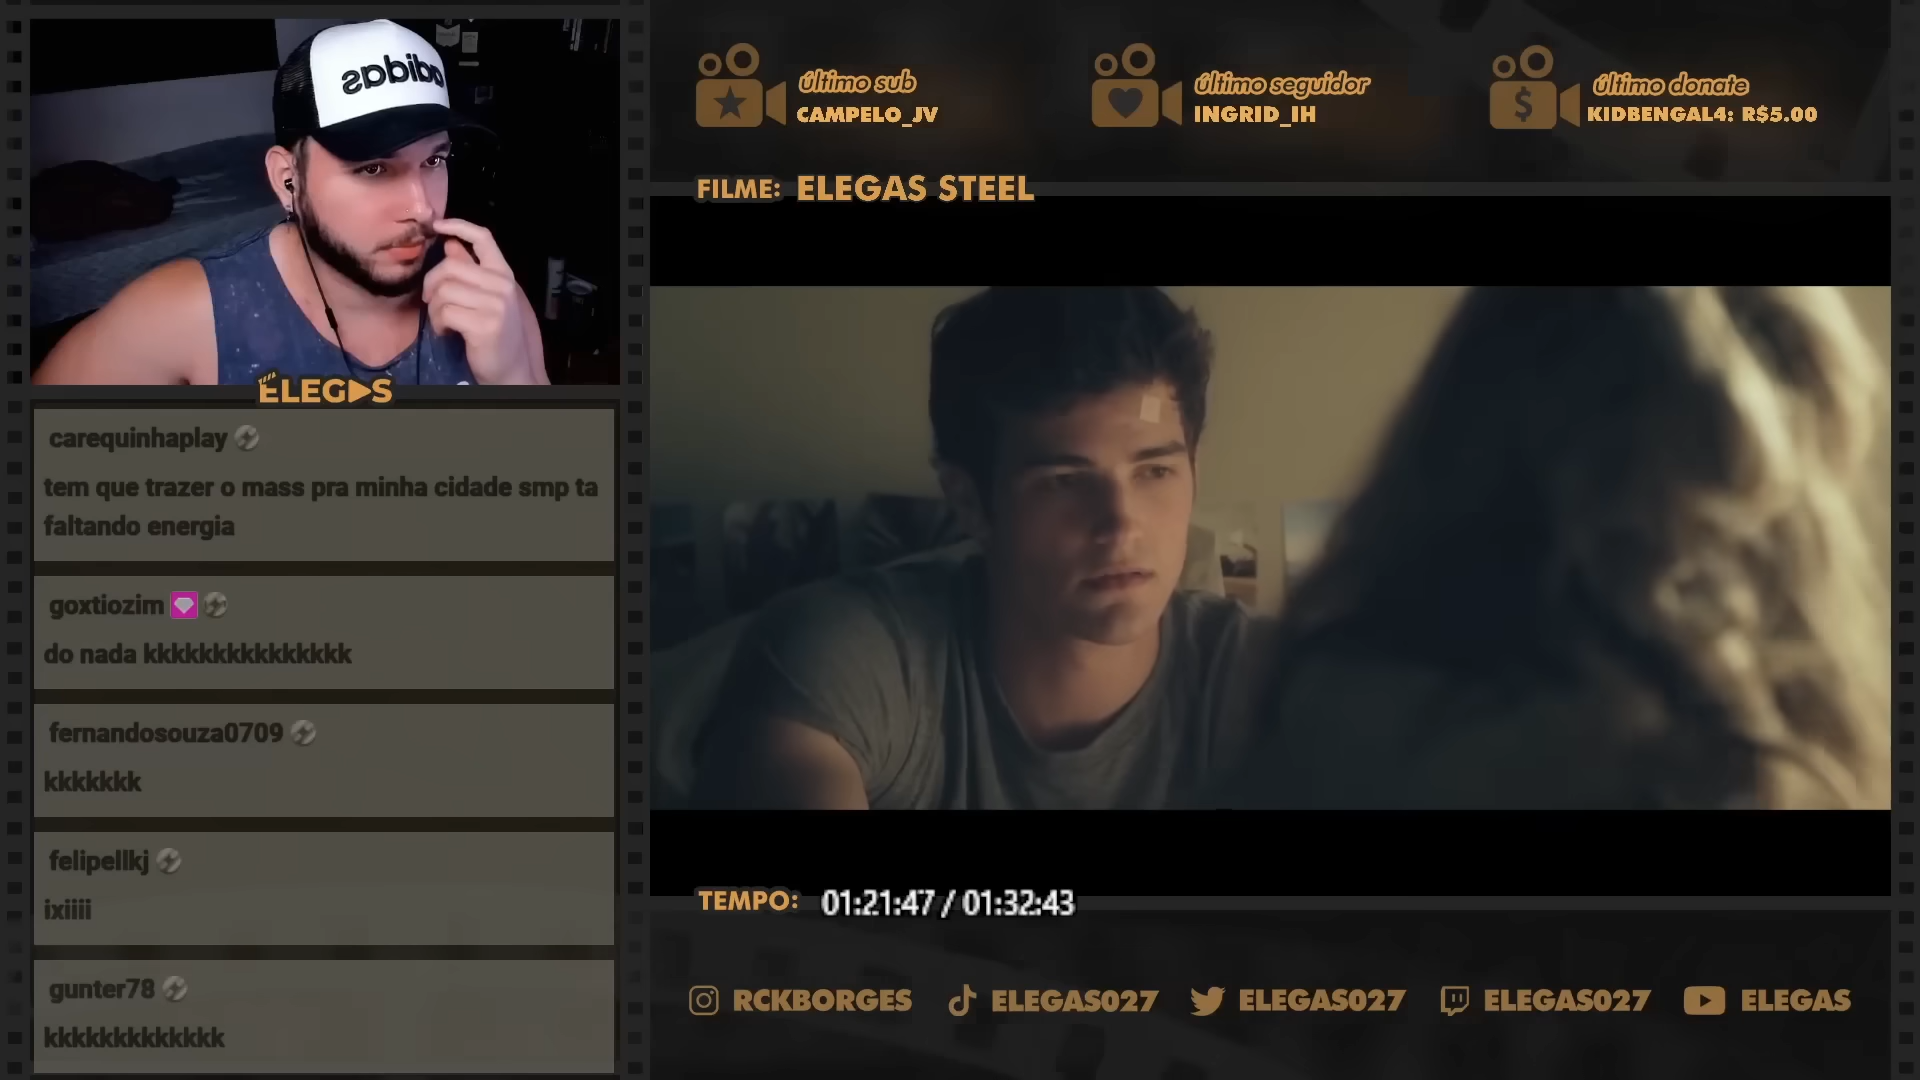 adidas
ELEGAS
carequinhaplay
tem que trazer o mass pra minha cidade smp ta
faltando energia
goxtiozim
do nada kkkkkkkkkkkkkkk
fernandosouza0709
kkkkkkk
felipellkj
ixiiii
gunter78
kkkkkkkkkkkkk
último sub
CAMPELO_JV
último seguidor
INGRID_IH
último donate
KIDBENGAL4: R$5.00
FILME: ELEGAS STEEL
TEMPO: 01:21:47 / 01:32:43
RCKBORGES
ELEGAS027
ELEGAS027
ELEGAS027
ELEGAS